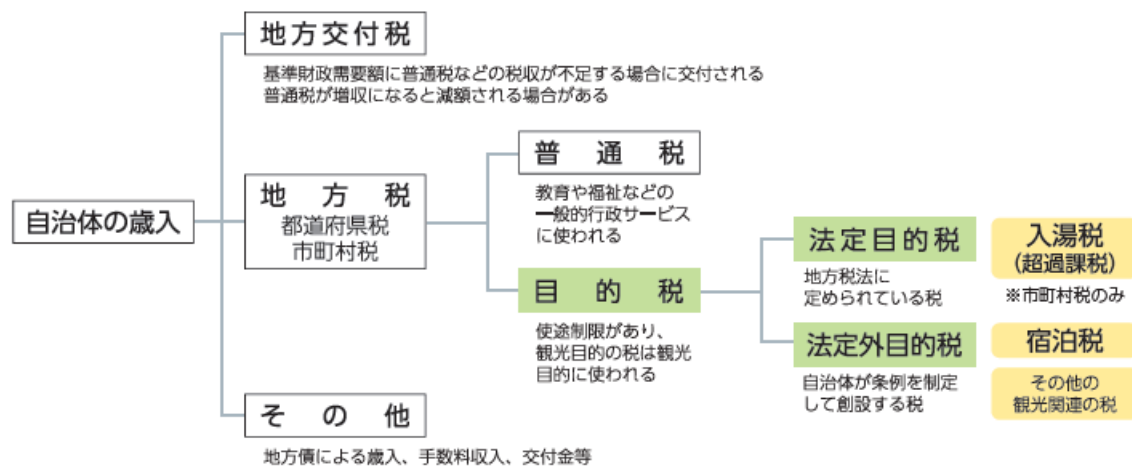 地方交付税
基準財政需要額に普通税などの税収が不足する場合に交付される
普通税が増収になると減額される場合がある
自治体の歳入
地方税
都道府県税
市町村税
普通税
教育や福祉などの
一般的行政サービス
に使われる
目的税
使途制限があり、
観光目的の税は観光
目的に使われる
法定目的税
地方税法に
定められている税
入湯税
(超過課税)
※市町村税のみ
法定外目的税
自治体が条例を制定
して創設する税
宿泊税
その他の
観光関連の税
その他
地方債による歳入、手数料収入、交付金等